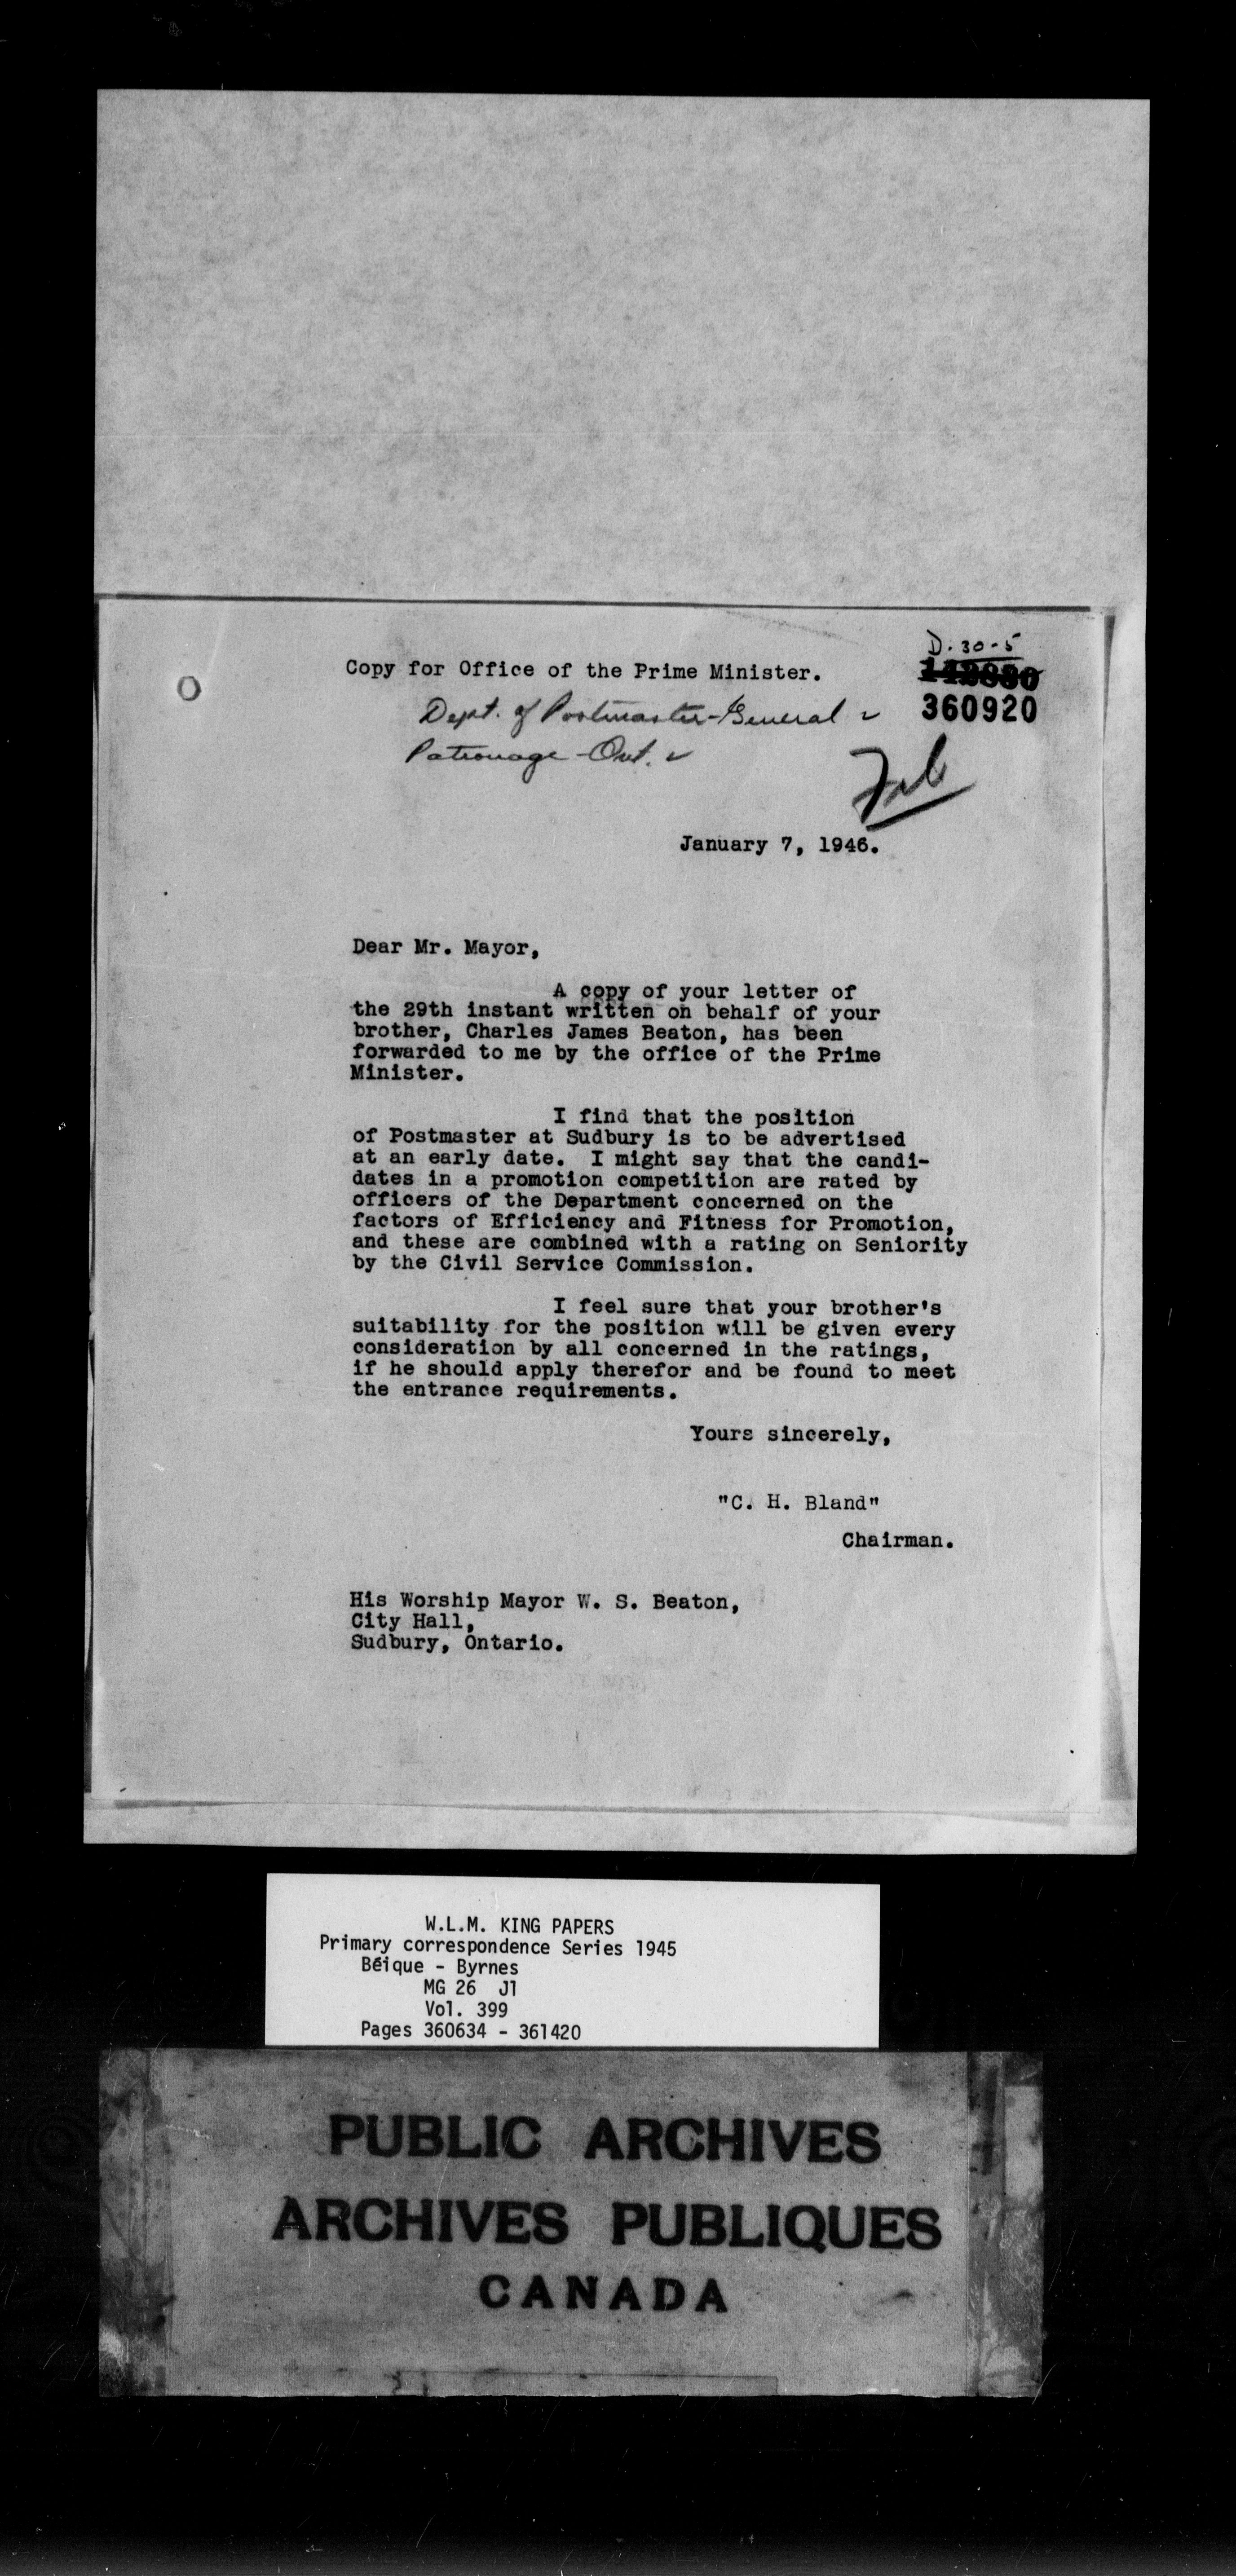 D. 30-5
Copy for Office of the Prime Minister.
360920
Dept. of Postmaster-General
Patronage - Ont.
January 7, 1946.
Dear Mr. Mayor,
A copy of your letter of
the 29th instant written on behalf of your
brother, Charles James Beaton, has been
forwarded to me by the office of the Prime
Minister.
I find that the position
of Postmaster at Sudbury is to be advertised
at an early date. I might say that the candi-
dates in a promotion competition are rated by
officers of the Department concerned on the
factors of Efficiency and Fitness for Promotion,
and these are combined with a rating on Seniority
by the Civil Service Commission.
I feel sure that your brother's
suitability for the position will be given every
consideration by all concerned in the ratings,
if he should apply therefor and be found to meet
the entrance requirements.
Yours sincerely,
"C. H. Bland"
Chairman.
His Worship Mayor W. S. Beaton,
City Hall,
Sudbury, Ontario.
W.L.M. KING PAPERS
Primary correspondence Series 1945
Béique - Byrnes
MG 26 J1
Vol. 399
Pages 360634 - 361420
PUBLIC ARCHIVES
ARCHIVES PUBLIQUES
CANADA